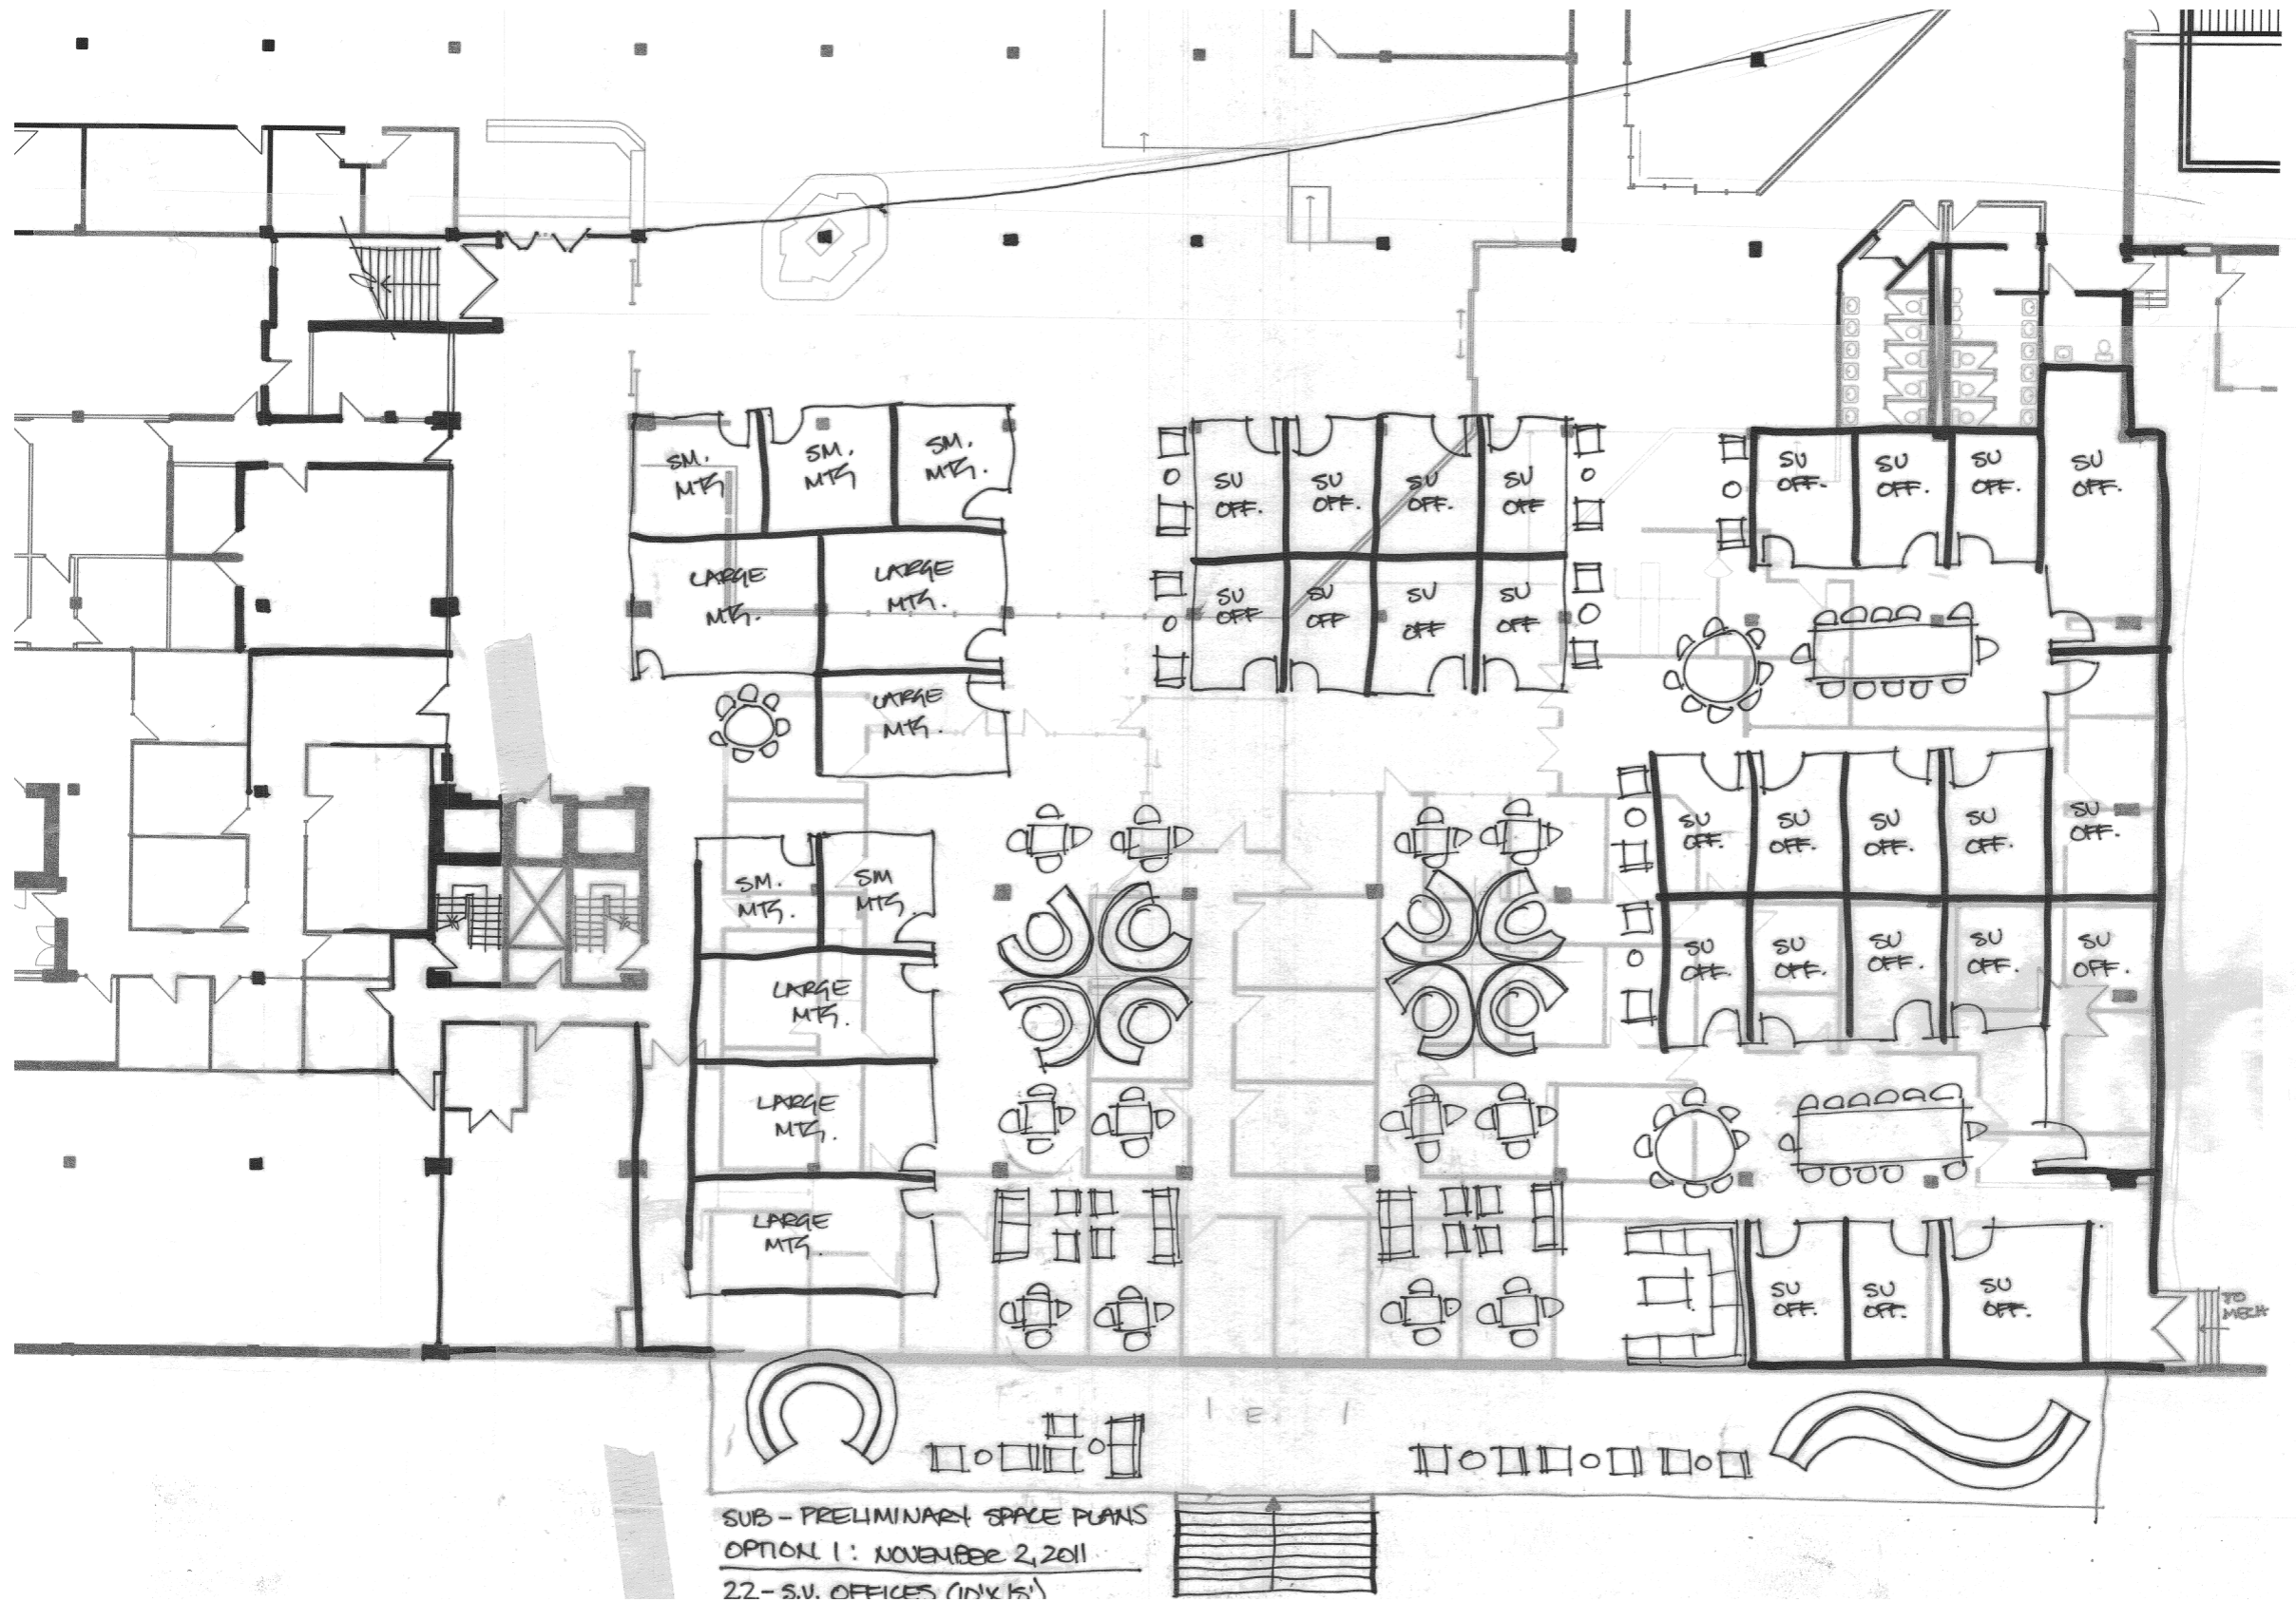 SM.
MTG
SM.
MTG
SM.
MTG.
LARGE
MTG.
LARGE
MTG.
LARGE
MTG.
SU
OFF.
SU
OFF.
SU
OFF.
SU
OFF
SU
OFF
SU
OFF
SU
OFF
SU
OFF
SU
OFF.
SU
OFF.
SU
OFF.
SU
OFF.
SM.
MTG.
SM
MTG
LARGE
MTG.
LARGE
MTG.
LARGE
MTG.
SU
OFF.
SU
OFF.
SU
OFF.
SU
OFF.
SU
OFF.
SU
OFF.
SU
OFF.
SU
OFF.
SU
OFF.
SU
OFF.
SU
OFF.
SU
OFF.
SU
OFF.
TO
MECH
SUB - PRELIMINARY SPACE PLANS
OPTION 1: NOVEMBER 2, 2011
22 - S.U. OFFICES (10'X15')